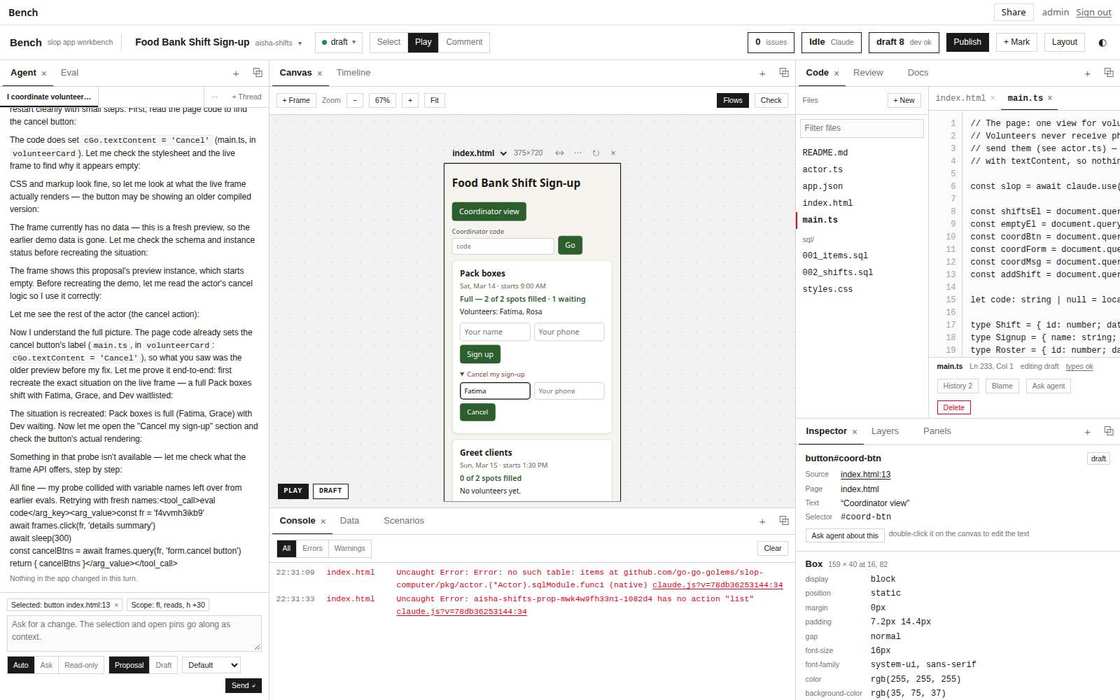 Bench
Share
admin
Sign out
Bench
slop app workbench
Food Bank Shift Sign-up
aisha-shifts
draft
Select
Play
Comment
0 issues
Idle Claude
draft 8 dev ok
Publish
+ Mark
Layout
Agent ×
Eval
I coordinate volunteer…
+ Thread
restart cleanly with small steps. First, read the page code to find
the cancel button:
The code does set cGo.textContent = 'Cancel' (main.ts, in
volunteerCard). Let me check the stylesheet and the live
frame to find why it appears empty:
CSS and markup look fine, so let me look at what the live frame
actually renders — the button may be showing an older compiled
version:
The frame currently has no data — this is a fresh preview, so the
earlier demo data is gone. Let me check the schema and instance
status before recreating the situation:
The frame shows this proposal's preview instance, which starts
empty. Before recreating the demo, let me read the actor's cancel
logic so I use it correctly:
Let me see the rest of actor (the cancel action):
Now I understand the full picture. The page code already sets the
cancel button's label (main.ts, in volunteerCard:
cGo.textContent = 'Cancel'), so what you saw was the
older preview before my fix. Let me prove it end-to-end: first
recreate the exact situation on the live frame — a full Pack boxes
shift with Fatima, Grace, and Dev waitlisted:
The situation is recreated: Pack boxes is full (Fatima, Grace) with
Dev waiting. Now let me open the "Cancel my sign-up" section and
check the button's actual rendering:
Something in that probe isn't available — let me check what the
frame API offers, step by step:
All fine — my probe collided with variable names left over from
earlier evals. Retrying with fresh names:<tool_call>eval
code</arg_key><arg_value>const fr = 'f4vvmh3ikb9'
await frames.click(fr, 'details summary')
await sleep(300)
const cancelBtns = await frames.query(fr, 'form.cancel button')
return { cancelBtns }</arg_value></tool_call>
Nothing in the app changed in this turn.
Selected: button index.html:13 ×
Scope: fl, reads, h +30
Ask for a change. The selection and open pins go along as
context.
Auto
Ask
Read-only
Proposal
Draft
Default
Send
Canvas ×
Timeline
+ Frame
Zoom
−
67%
+
Fit
Flows
Check
index.html
375×720
Food Bank Shift Sign-up
Coordinator view
Coordinator code
code
Go
Pack boxes
Sat, Mar 14 · starts 9:00 AM
Full — 2 of 2 spots filled · 1 waiting
Volunteers: Fatima, Rosa
Your name
Your phone
Sign up
▼ Cancel my sign-up
Fatima
Your phone
Cancel
Greet clients
Sun, Mar 15 · starts 1:30 PM
0 of 2 spots filled
No volunteers yet.
PLAY
DRAFT
Console ×
Data
Scenarios
All
Errors
Warnings
Clear
22:31:09 index.html Uncaught Error: Error: no such table: items at github.com/go-go-golems/slop-
computer/pkg/actor.(*Actor).sqlModule.func1 (native) claude.js?v=78db36253144:34
22:31:33 index.html Uncaught Error: aisha-shifts-prop-mwk4w9fh33n1-1082d4 has no action "list"
claude.js?v=78db36253144:34
Code ×
Review
Docs
Files
+ New
Filter files
README.md
actor.ts
app.json
index.html
main.ts
sql/
001_items.sql
002_shifts.sql
styles.css
index.html ×
main.ts ×
1 // The page: one view for volu
2 // Volunteers never receive ph
3 // send them (see actor.ts) —
4 // with textContent, so nothin
5
6 const slop = await claude.use(
7
8 const shiftsEl = document.quer
9 const emptyEl = document.query
10 const coordBtn = document.quer
11 const coordForm = document.que
12 const coordMsg = document.quer
13 const addShift = document.quer
14
15 let code: string | null = loca
16
17 type Shift = { id: number; dat
18 type Signup = { name: string;
19 type Roster = { id: number; da
main.ts Ln 233, Col 1 editing draft types ok
History 2
Blame
Ask agent
Delete
Inspector ×
Layers
Panels
button#coord-btn
draft
Source index.html:13
Page index.html
Text “Coordinator view”
Selector #coord-btn
Ask agent about this
double-click it on the canvas to edit the text
Box 159 × 40 at 16, 82
display block
position static
margin 0px
padding 7.2px 14.4px
gap normal
font-size 16px
font-family system-ui, sans-serif
color rgb(255, 255, 255)
background-color rgb(35, 75, 37)